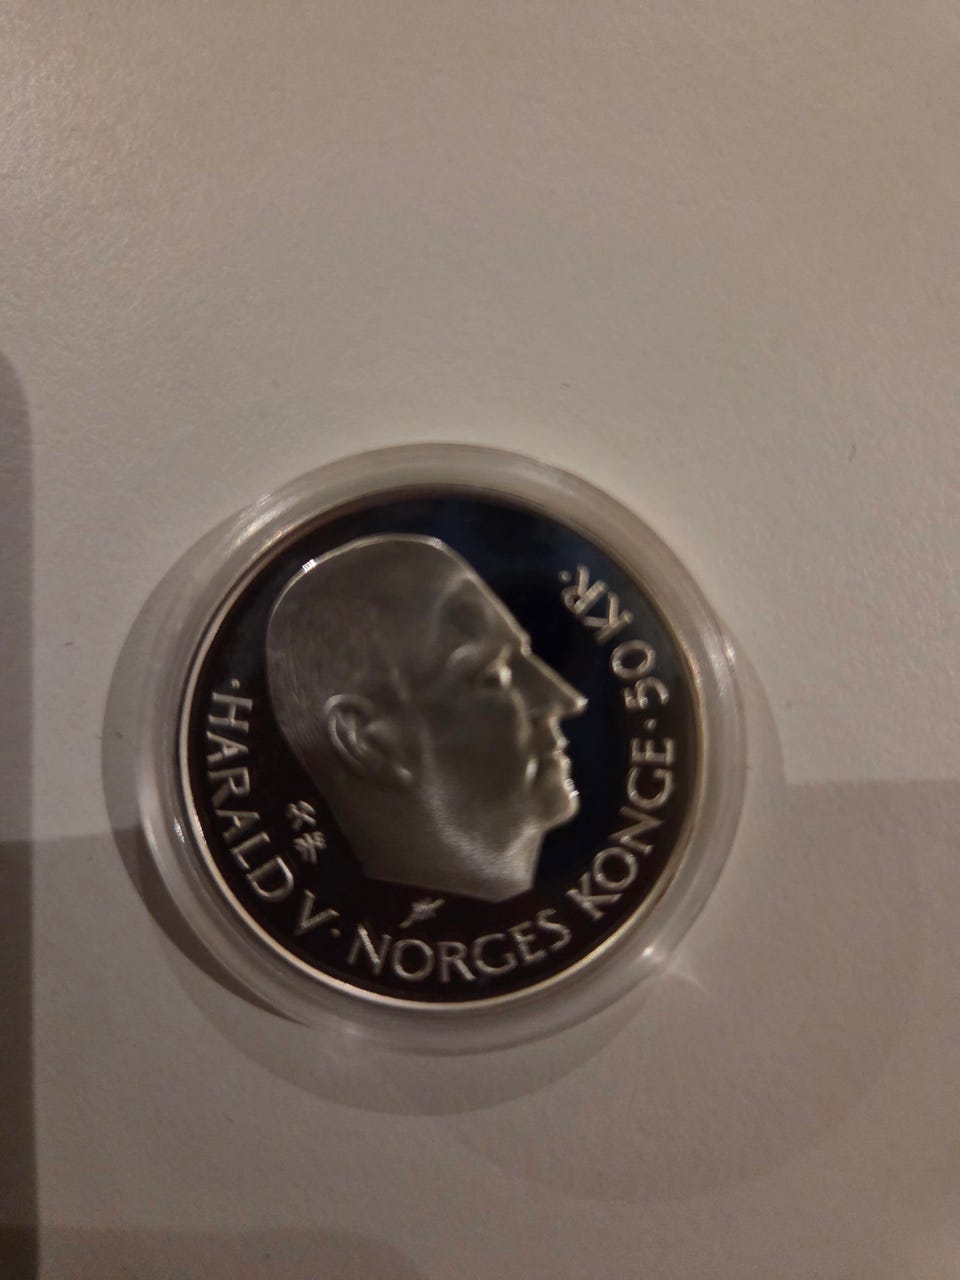 ·HARALD V·NORGES KONGE·50 KR·